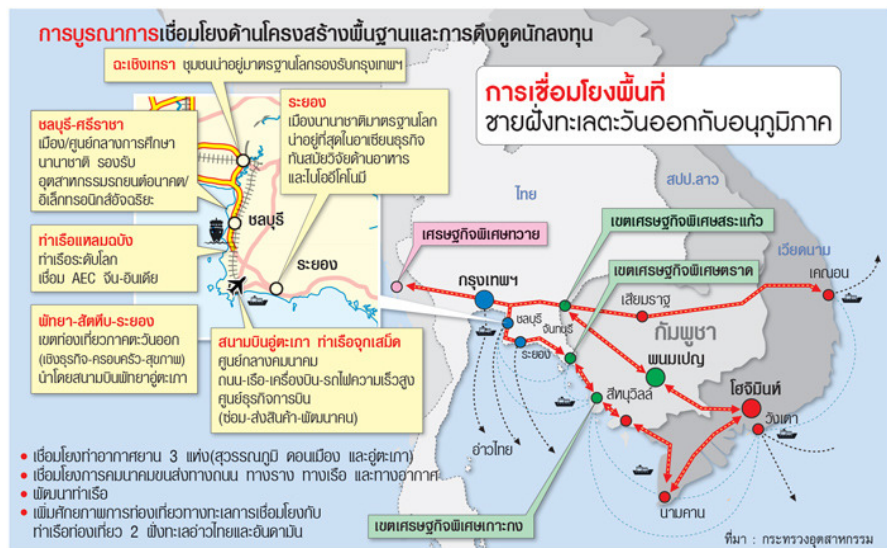 การบูรณาการเชื่อมโยงด้านโครงสร้างพื้นฐานและการดึงดูดนักลงทุน
ฉะเชิงเทรา ชุมชนน่าอยู่มาตรฐานโลกรองรับกรุงเทพฯ
ชลบุรี-ศรีราชา
เมือง/ศูนย์กลางการศึกษา
นานาชาติ รองรับ
อุตสาหกรรมรถยนต์อนาคต/
อิเล็กทรอนิกส์อัจฉริยะ
ระยอง
เมืองนานาชาติมาตรฐานโลก
น่าอยู่ที่สุดในอาเซียนธุรกิจ
ทันสมัยวิจัยด้านอาหาร
และไบโออีโคโนมี
ท่าเรือแหลมฉบัง
ท่าเรือระดับโลก
เชื่อม AEC จีน-อินเดีย
ชลบุรี
ระยอง
พัทยา-สัตหีบ-ระยอง
เขตท่องเที่ยวภาคตะวันออก
(เชิงธุรกิจ-ครอบครัว-สุขภาพ)
นำโดยสนามบินพัทยาอู่ตะเภา
สนามบินอู่ตะเภา ท่าเรือจุกเสม็ด
ศูนย์กลางคมนาคม
ถนน-เรือ-เครื่องบิน-รถไฟความเร็วสูง
ศูนย์ธุรกิจการบิน
(ซ่อม-ส่งสินค้า-พัฒนาคน)
การเชื่อมโยงพื้นที่
ชายฝั่งทะเลตะวันออกกับอนุภูมิภาค
ไทย
สปป.ลาว
เวียดนาม
เศรษฐกิจพิเศษทวาย
เขตเศรษฐกิจพิเศษสระแก้ว
เขตเศรษฐกิจพิเศษตราด
กรุงเทพฯ
เคญอน
เสียมราฐ
ชลบุรี
จันทบุรี
ระยอง
กัมพูชา
พนมเปญ
สีหนุวิลล์
โฮจิมินห์
วังเตา
อ่าวไทย
นามคาน
เขตเศรษฐกิจพิเศษเกาะกง
• เชื่อมโยงท่าอากาศยาน 3 แห่ง(สุวรรณภูมิ ดอนเมือง และอู่ตะเภา)
• เชื่อมโยงการคมนาคมขนส่งทางถนน ทางราง ทางเรือ และทางอากาศ
• พัฒนาท่าเรือ
• เพิ่มศักยภาพการท่องเที่ยวทางทะเลการเชื่อมโยงกับ
ท่าเรือท่องเที่ยว 2 ฝั่งทะเลอ่าวไทยและอันดามัน
ที่มา : กระทรวงอุตสาหกรรม